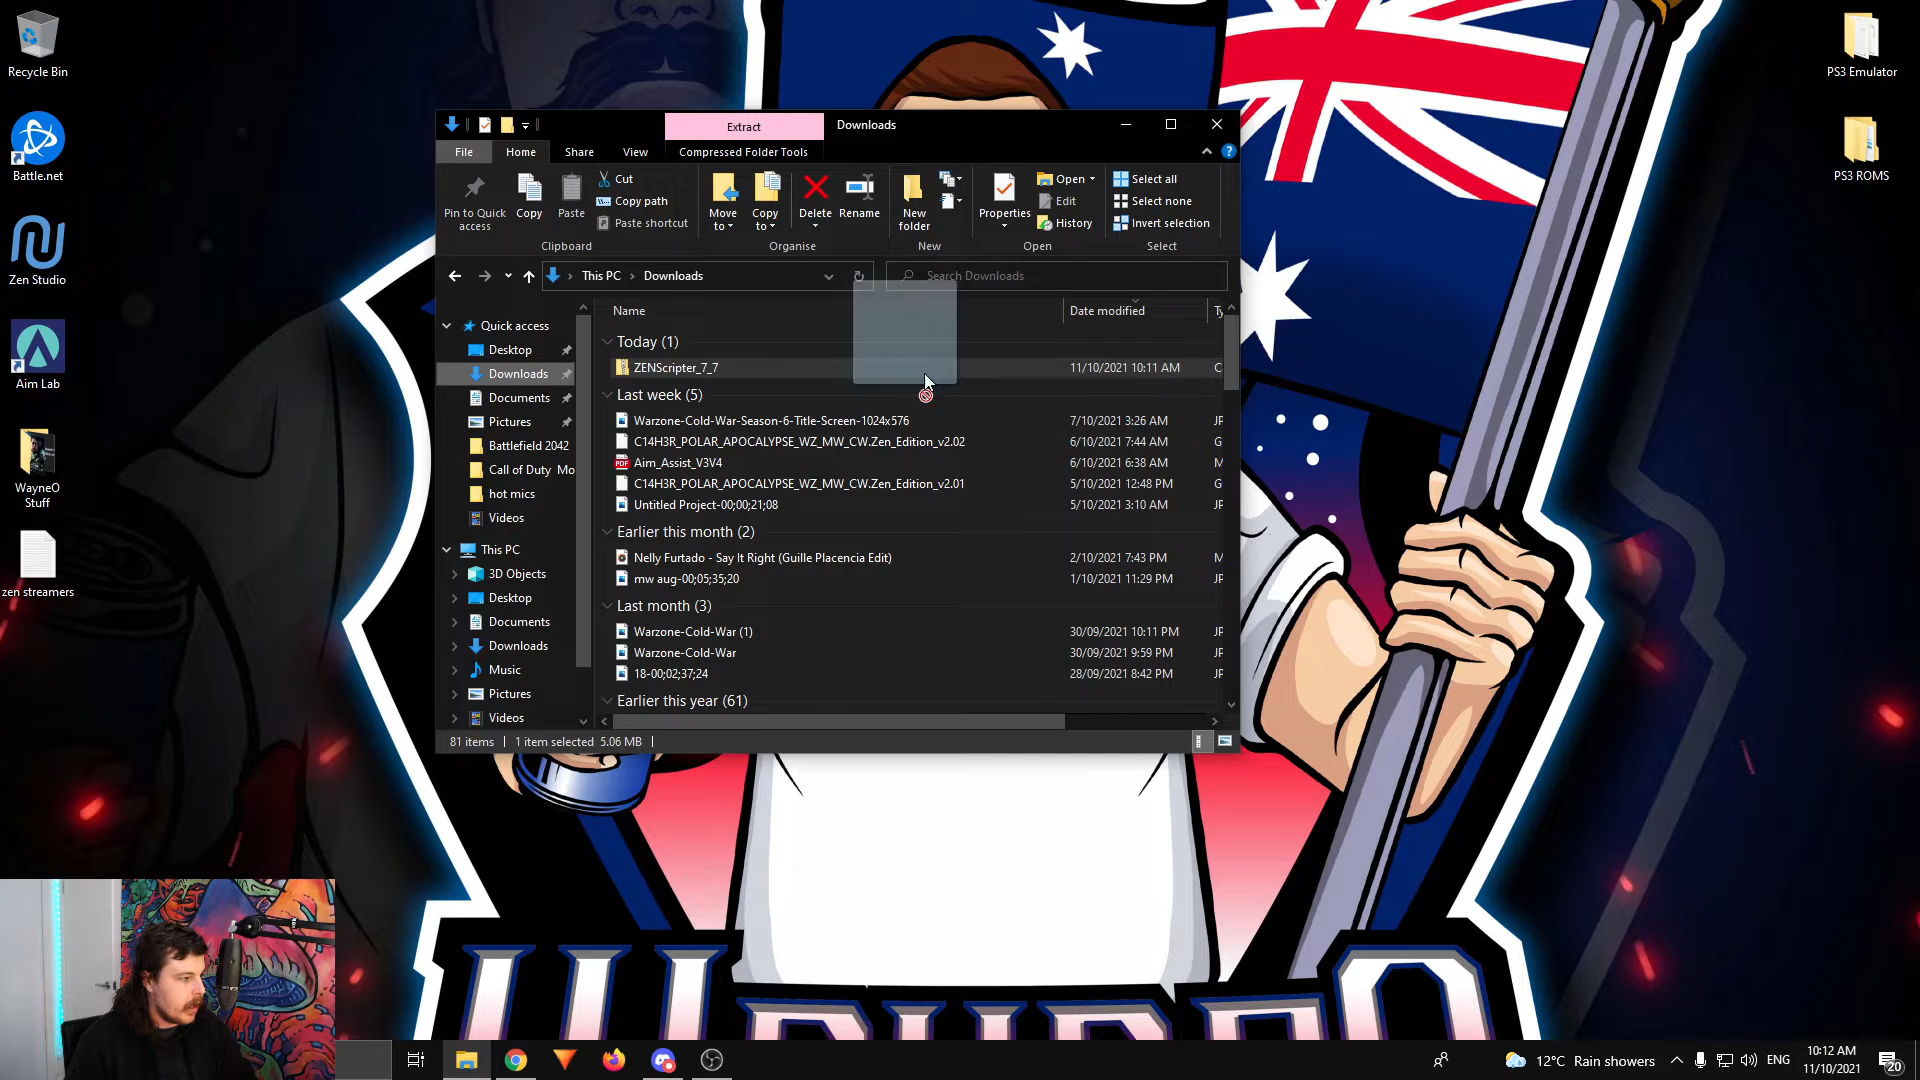 Recycle Bin
Battle.net
Zen Studio
Aim Lab
WayneO
Stuff
zen streamers
PS3 Emulator
PS3 ROMS
Extract
Downloads
File
Home
Share
View
Compressed Folder Tools
Pin to Quick
access
Copy
Paste
Cut
Copy path
Paste shortcut
Move
to
Copy
to
Delete
Rename
New
folder
Properties
Open
Edit
History
Select all
Select none
Invert selection
Clipboard
Organise
New
Open
Select
This PC
Downloads
Search Downloads
Quick access
Desktop
Downloads
Documents
Pictures
Battlefield 2042
Call of Duty Mo
hot mics
Videos
This PC
3D Objects
Desktop
Documents
Downloads
Music
Pictures
Videos
Name
Date modified
Ty
Today (1)
ZENScripter_7_7 11/10/2021 10:11 AM C
Last week (5)
Warzone-Cold-War-Season-6-Title-Screen-1024x576 7/10/2021 3:26 AM JP
C14H3R_POLAR_APOCALYPSE_WZ_MW_CW.Zen_Edition_v2.02 6/10/2021 7:44 AM G
PDF Aim_Assist_V3V4 6/10/2021 6:38 AM M
C14H3R_POLAR_APOCALYPSE_WZ_MW_CW.Zen_Edition_v2.01 5/10/2021 12:48 PM G
Untitled Project-00;00;21;08 5/10/2021 3:10 AM JP
Earlier this month (2)
Nelly Furtado - Say It Right (Guille Placencia Edit) 2/10/2021 7:43 PM M
mw aug-00;05;35;20 1/10/2021 11:29 PM JP
Last month (3)
Warzone-Cold-War (1) 30/09/2021 10:11 PM JP
Warzone-Cold-War 30/09/2021 9:59 PM JP
18-00;02;37;24 28/09/2021 8:42 PM JP
Earlier this year (61)
81 items
1 item selected 5.06 MB
12°C Rain showers
ENG
10:12 AM
11/10/2021
20